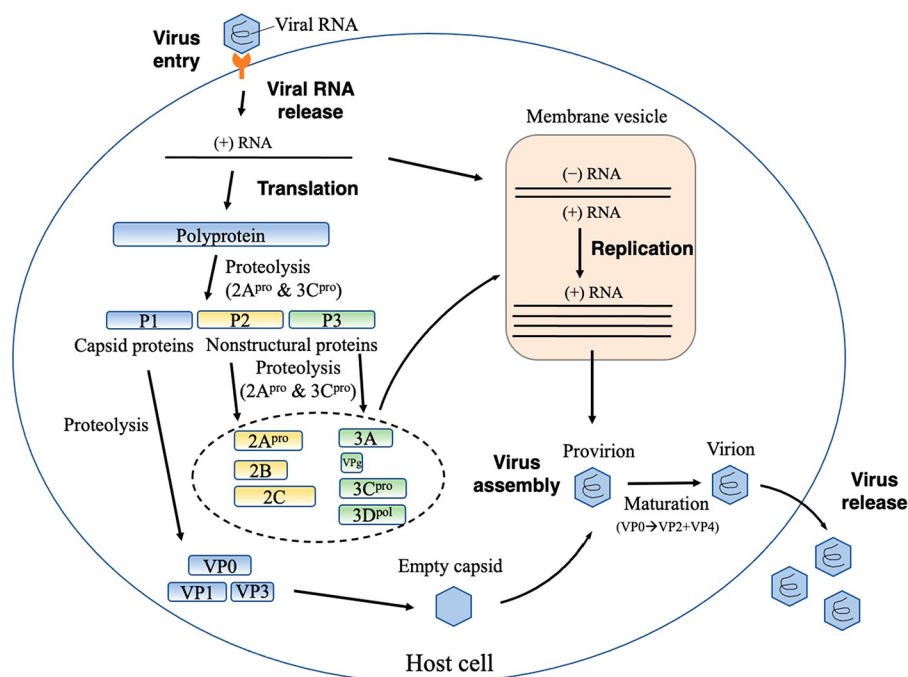 Viral RNA
Virus
entry
Viral RNA
release
(+) RNA
Translation
Polyprotein
Proteolysis
(2Apro & 3Cpro)
P1
P2
P3
Capsid proteins
Nonstructural proteins
Proteolysis
(2Apro & 3Cpro)
Proteolysis
2Apro
2B
2C
3A
VPg
3Cpro
3Dpol
VP0
VP1
VP3
Empty capsid
Membrane vesicle
(−) RNA
(+) RNA
Replication
(+) RNA
Virus
assembly
Provirion
Maturation
(VP0→VP2+VP4)
Virion
Virus
release
Host cell